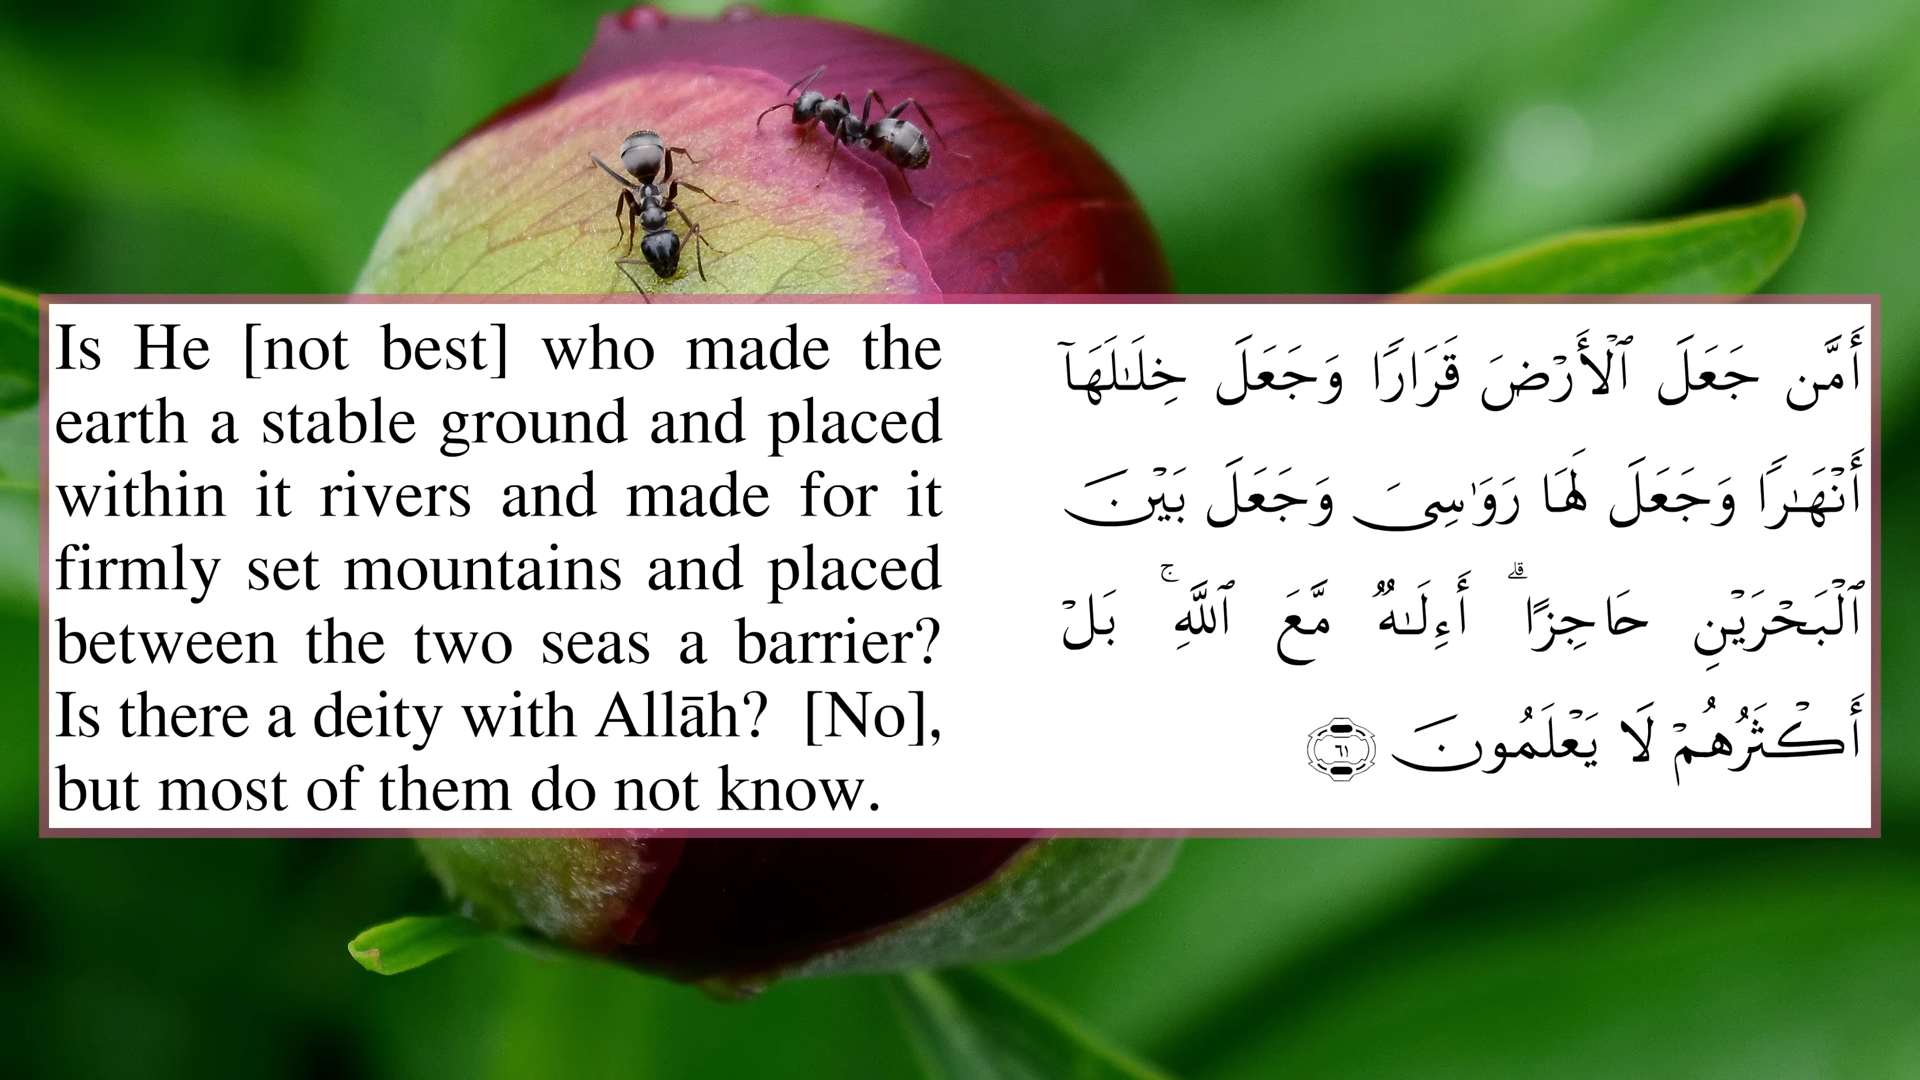 Is He [not best] who made the
earth a stable ground and placed
within it rivers and made for it
firmly set mountains and placed
between the two seas a barrier?
Is there a deity with Allāh? [No],
but most of them do not know.
أَمَّن جَعَلَ ٱلْأَرْضَ قَرَارًا وَجَعَلَ خِلَـٰلَهَآ
أَنْهَـٰرًا وَجَعَلَ لَهَا رَوَٰسِىَ وَجَعَلَ بَيْنَ
ٱلْبَحْرَيْنِ حَاجِزًا ۗ أَءِلَـٰهٌ مَّعَ ٱللَّهِ ۚ بَلْ
أَكْثَرُهُمْ لَا يَعْلَمُونَ ٦١